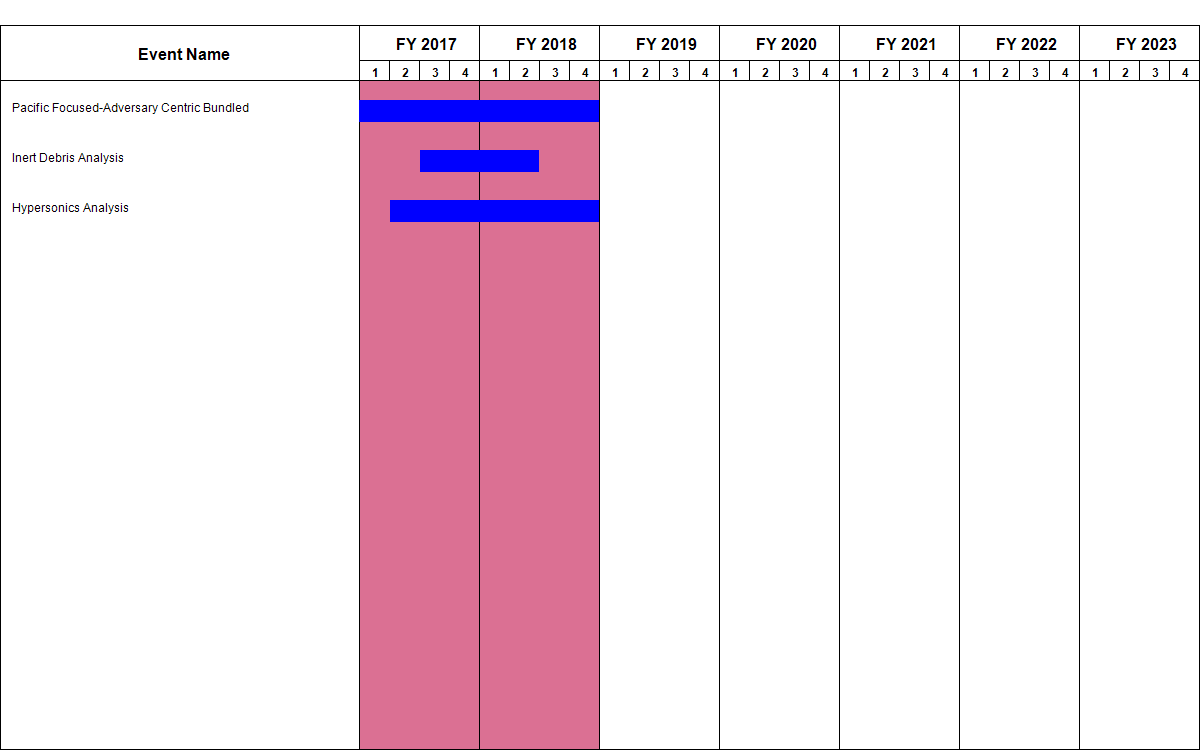 Event Name
FY 2017 FY 2018 FY 2019 FY 2020 FY 2021 FY 2022 FY 2023
1 2 3 4 1 2 3 4 1 2 3 4 1 2 3 4 1 2 3 4 1 2 3 4 1 2 3 4
Pacific Focused-Adversary Centric Bundled
Inert Debris Analysis
Hypersonics Analysis